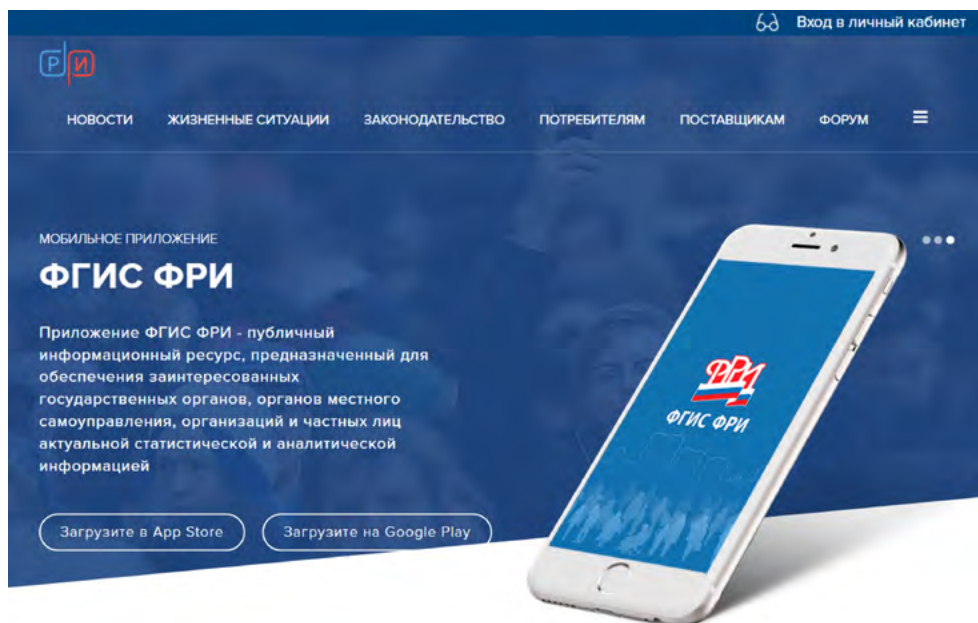 Вход в личный кабинет
РИ
НОВОСТИ ЖИЗНЕННЫЕ СИТУАЦИИ ЗАКОНОДАТЕЛЬСТВО ПОТРЕБИТЕЛЯМ ПОСТАВЩИКАМ ФОРУМ
МОБИЛЬНОЕ ПРИЛОЖЕНИЕ
ФГИС ФРИ
Приложение ФГИС ФРИ - публичный
информационный ресурс, предназначенный для
обеспечения заинтересованных
государственных органов, органов местного
самоуправления, организаций и частных лиц
актуальной статистической и аналитической
информацией
Загрузите в App Store Загрузите на Google Play
ФРИ
ФГИС ФРИ